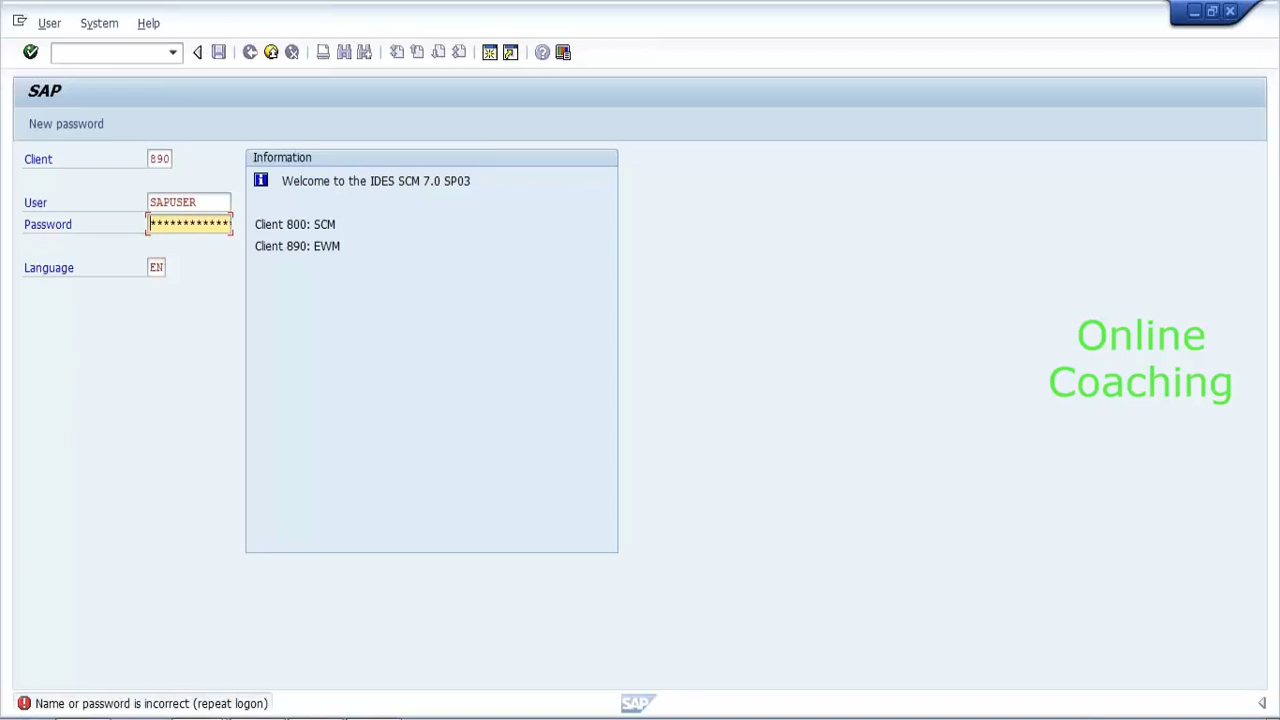 User System Help
SAP
New password
Client 890
Information
Welcome to the IDES SCM 7.0 SP03
User SAPUSER
Password ************
Client 800: SCM
Client 890: EWM
Language EN
Online
Coaching
Name or password is incorrect (repeat logon)
SAP